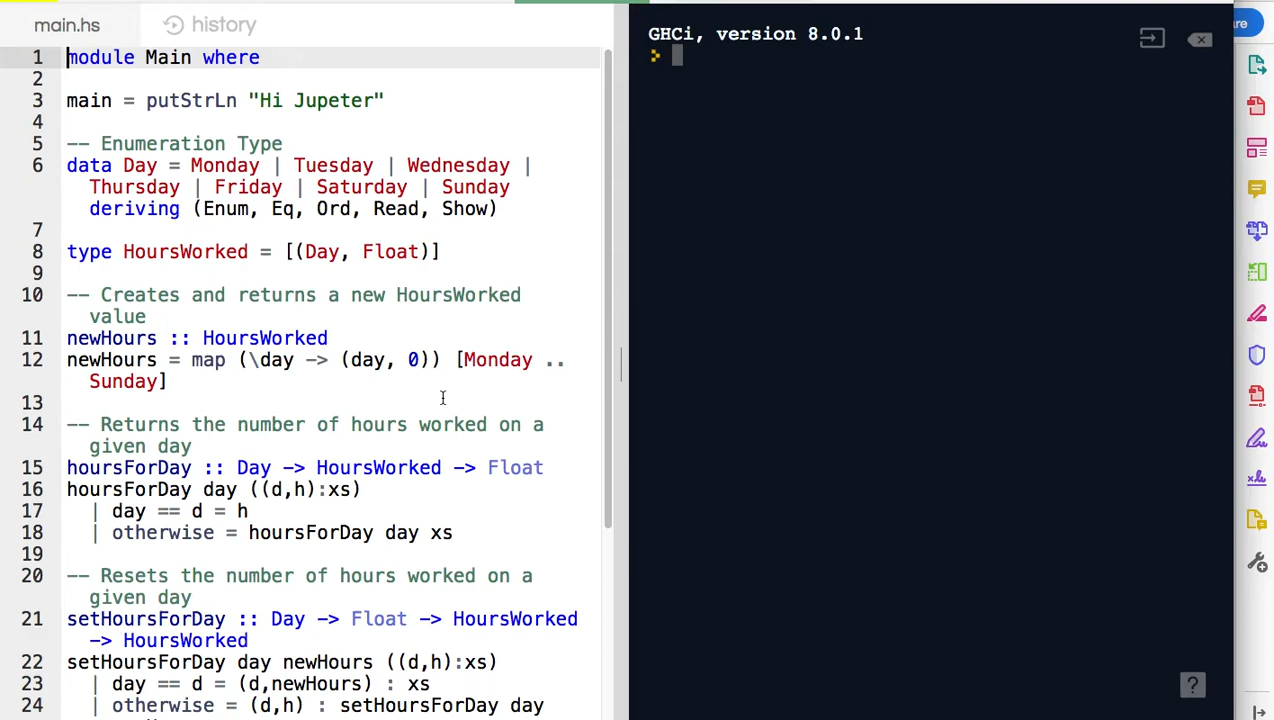 main.hs
history
1 module Main where
2
3 main = putStrLn "Hi Jupeter"
4
5 -- Enumeration Type
6 data Day = Monday | Tuesday | Wednesday |
Thursday | Friday | Saturday | Sunday
deriving (Enum, Eq, Ord, Read, Show)
7
8 type HoursWorked = [(Day, Float)]
9
10 -- Creates and returns a new HoursWorked
value
11 newHours :: HoursWorked
12 newHours = map (\day -> (day, 0)) [Monday ..
Sunday]
13
14 -- Returns the number of hours worked on a
given day
15 hoursForDay :: Day -> HoursWorked -> Float
16 hoursForDay day ((d,h):xs)
17 | day == d = h
18 | otherwise = hoursForDay day xs
19
20 -- Resets the number of hours worked on a
given day
21 setHoursForDay :: Day -> Float -> HoursWorked
-> HoursWorked
22 setHoursForDay day newHours ((d,h):xs)
23 | day == d = (d,newHours) : xs
24 | otherwise = (d,h) : setHoursForDay day
GHCi, version 8.0.1
>
?